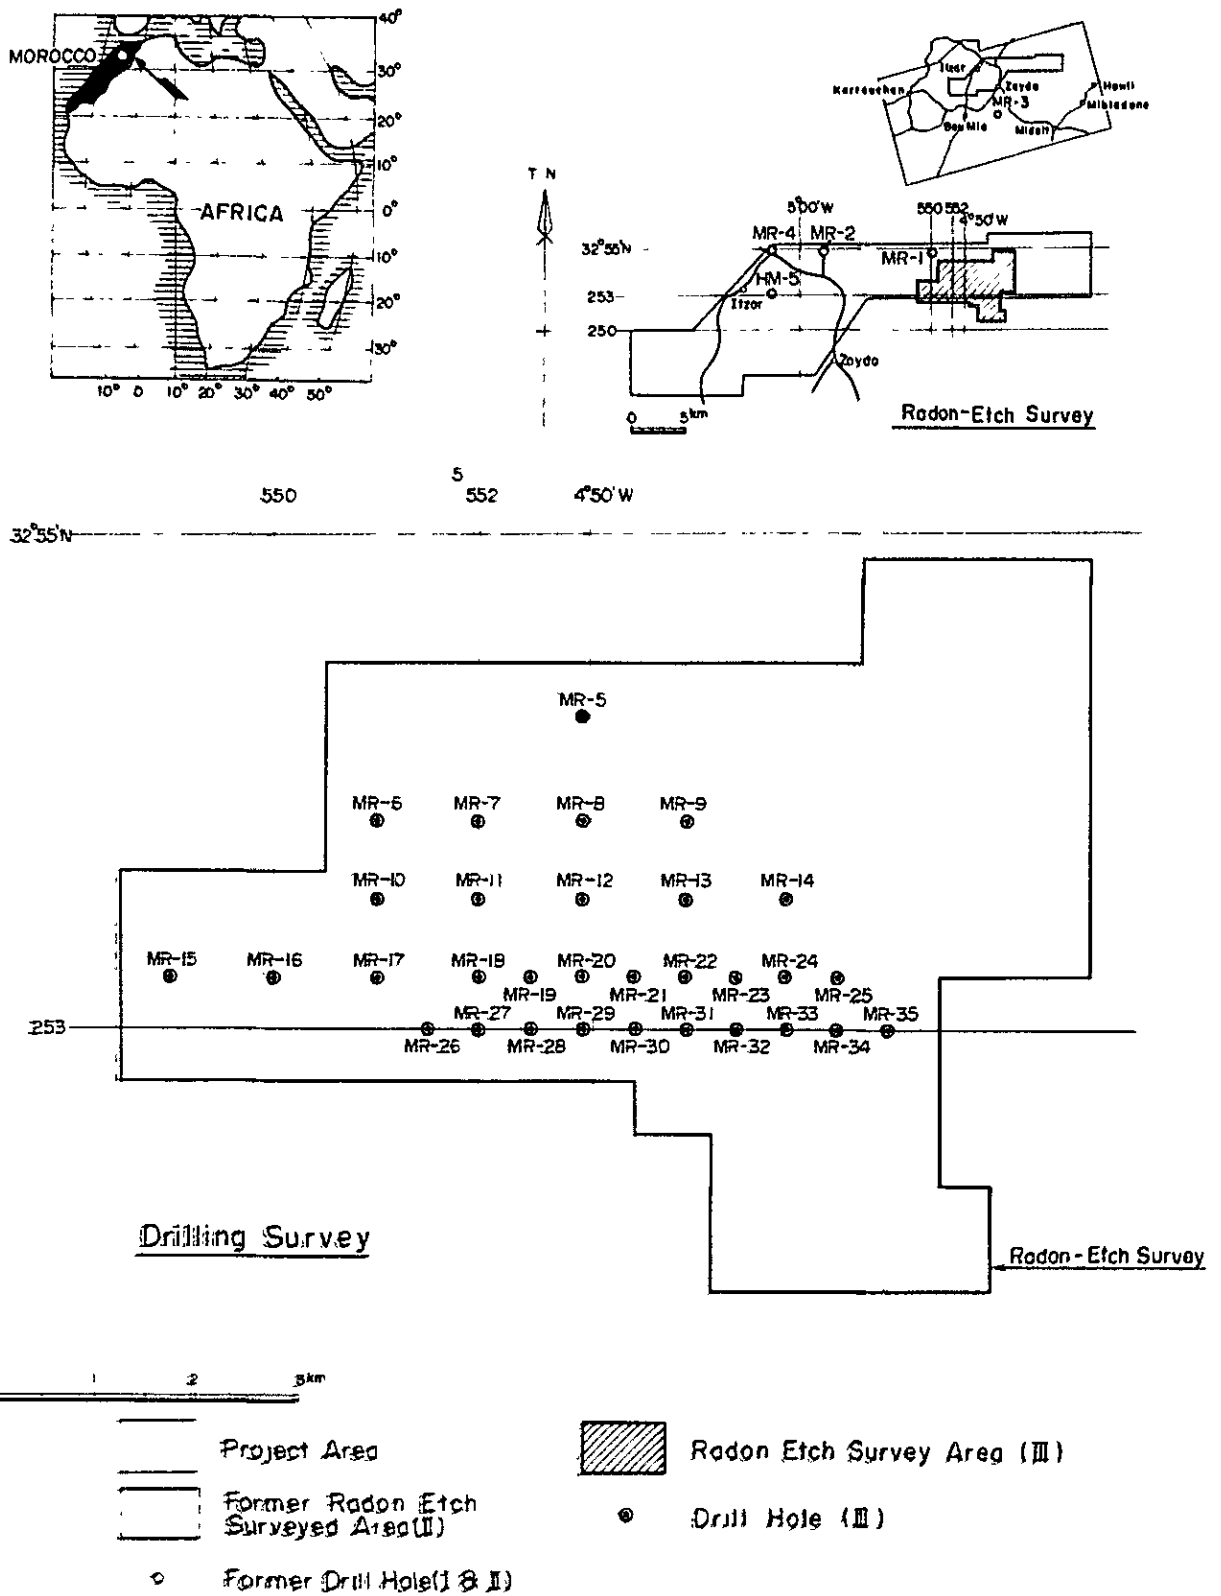 MOROCCO
AFRICA
40°
30°
20°
10°
0°
10°
20°
30°
10° 0 10° 20° 30° 40° 50°
Itzer
Zayda
MR-3
Bou Mia
Midelt
T N
5°00'W
550 552
4°50'W
32°55'N
MR-4
MR-2
MR-1
HM-5
253
Itzer
250
Zayda
0 5km
Radon-Etch Survey
5
550 552 4°50'W
32°55'N
MR-5
MR-6 MR-7 MR-8 MR-9
MR-10 MR-11 MR-12 MR-13 MR-14
MR-15 MR-16 MR-17 MR-18 MR-20 MR-22 MR-24
MR-19 MR-21 MR-23 MR-25
253
MR-27 MR-29 MR-31 MR-33 MR-35
MR-26 MR-28 MR-30 MR-32 MR-34
Drilling Survey
Radon-Etch Survey
1 2 3km
Project Area
Former Radon Etch
Surveyed Area(II)
Former Drill Hole(I & II)
Radon Etch Survey Area (III)
Drill Hole (III)